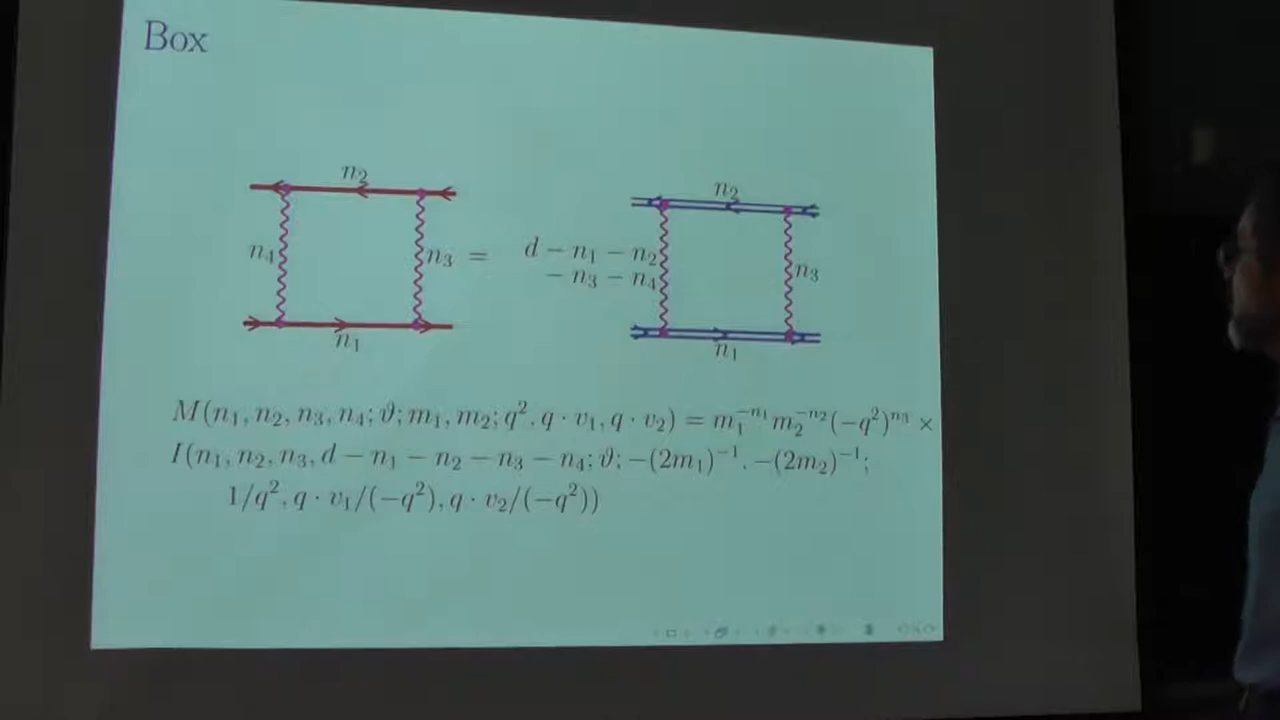 Box
n₂
n₄
n₃
n₁
=
n₂
d − n₁ − n₂
− n₃ − n₄
n₃
n₁
M(n₁, n₂, n₃, n₄; ϑ; m₁, m₂; q², q · v₁, q · v₂) = m₁^{−n₁} m₂^{−n₂} (−q²)^{n₃} ×
I(n₁, n₂, n₃, d − n₁ − n₂ − n₃ − n₄; ϑ; −(2m₁)^{−1}, −(2m₂)^{−1};
1/q², q · v₁/(−q²), q · v₂/(−q²))